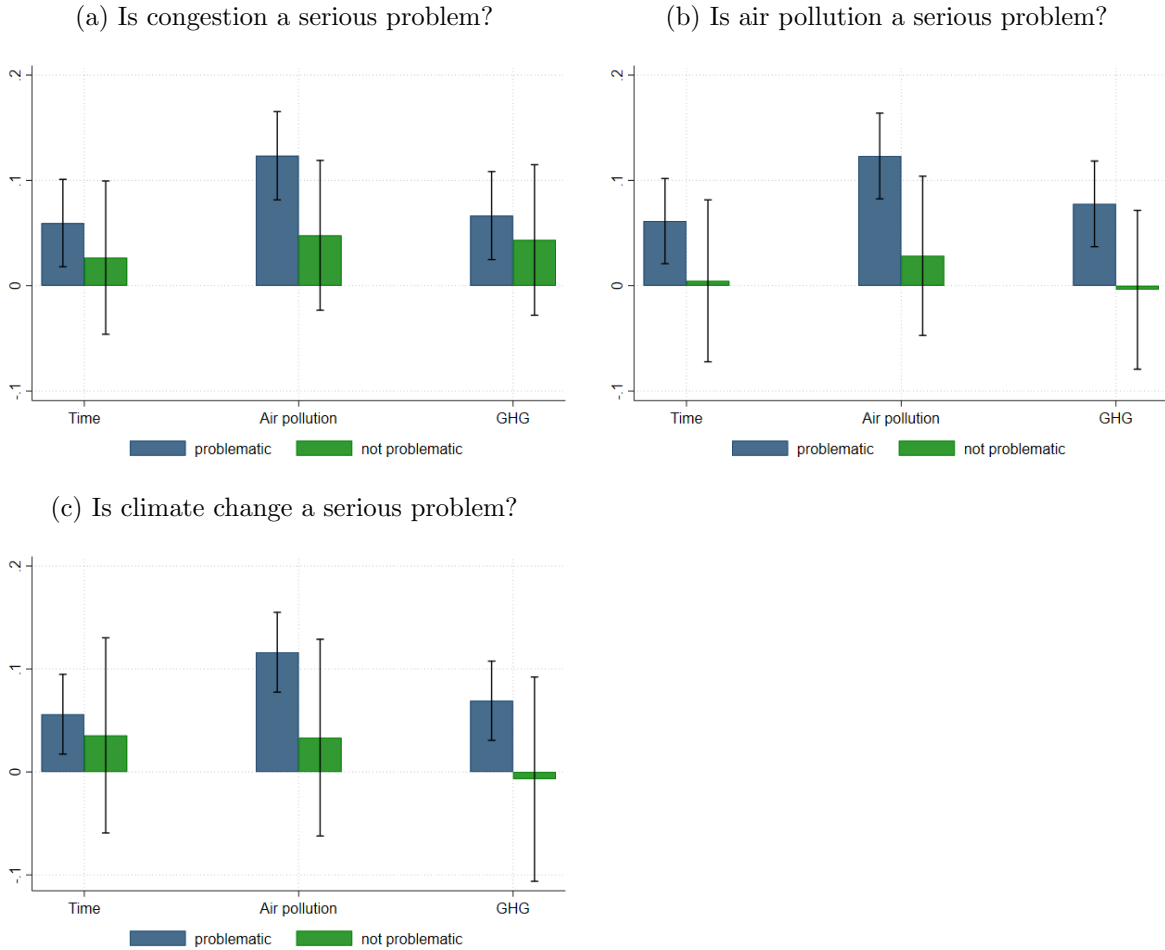 (a) Is congestion a serious problem?
.2
.1
0
-.1
Time Air pollution GHG
problematic not problematic
(b) Is air pollution a serious problem?
.2
.1
0
-.1
Time Air pollution GHG
problematic not problematic
(c) Is climate change a serious problem?
.2
.1
0
-.1
Time Air pollution GHG
problematic not problematic